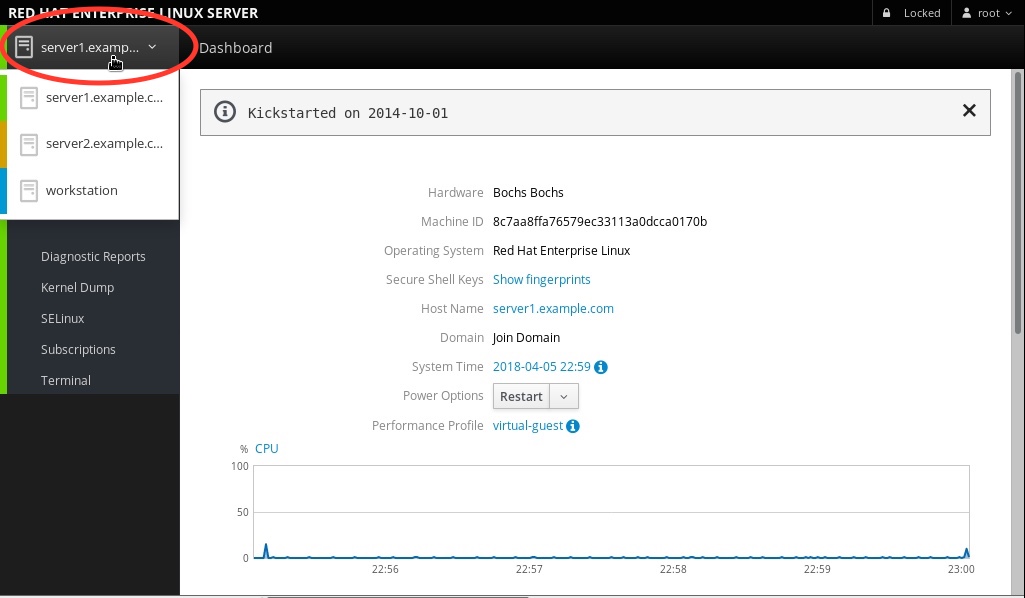 RED HAT ENTERPRISE LINUX SERVER
Locked
root
server1.examp...
Dashboard
server1.example.c...
server2.example.c...
workstation
Diagnostic Reports
Kernel Dump
SELinux
Subscriptions
Terminal
Kickstarted on 2014-10-01
Hardware Bochs Bochs
Machine ID 8c7aa8ffa76579ec33113a0dcca0170b
Operating System Red Hat Enterprise Linux
Secure Shell Keys Show fingerprints
Host Name server1.example.com
Domain Join Domain
System Time 2018-04-05 22:59
Power Options Restart
Performance Profile virtual-guest
% CPU
100
50
0
22:56 22:57 22:58 22:59 23:00